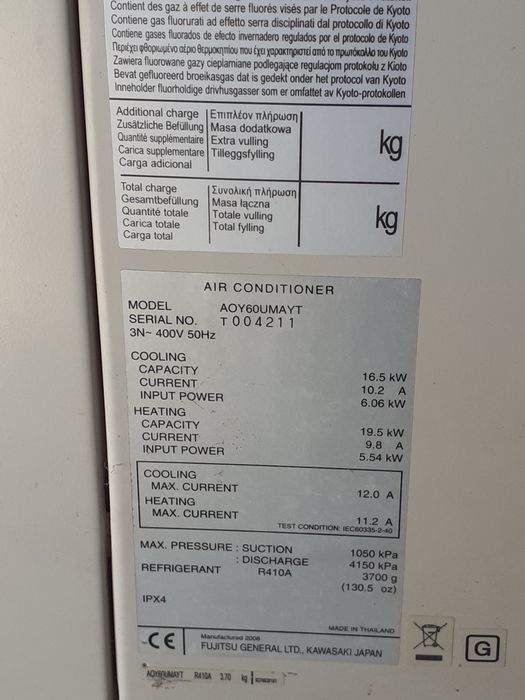 Contient des gaz à effet de serre fluorés visés par le Protocole de Kyoto
Contiene gas fluorurati ad effetto serra disciplinati dal protocollo di Kyoto
Contiene gases fluorados de efecto invernadero regulados por el protocolo de Kyoto
Περιέχει φθοριωμένο αέριο θερμοκηπίου που έχει χαρακτηριστεί από το πρωτόκολλο του Kyoto
Zawiera fluorowane gazy cieplarniane podlegające regulacjom protokołu z Kioto
Bevat gefluoreerd broeikasgas dat is gedekt onder het protocol van Kyoto
Inneholder fluorholdige drivhusgasser som er omfattet av Kyoto-protokollen
Additional charge Επιπλέον πλήρωση
Zusätzliche Befüllung Masa dodatkowa
Quantité supplémentaire Extra vulling
Carica supplementare Tilleggsfylling
Carga adicional
kg
Total charge Συνολική πλήρωση
Gesamtbefüllung Masa łączna
Quantité totale Totale vulling
Carica totale Total fylling
Carga total
kg
AIR CONDITIONER
MODEL AOY60UMAYT
SERIAL NO. T004211
3N~ 400V 50Hz
COOLING
CAPACITY 16.5 kW
CURRENT 10.2 A
INPUT POWER 6.06 kW
HEATING
CAPACITY 19.5 kW
CURRENT 9.8 A
INPUT POWER 5.54 kW
COOLING
MAX. CURRENT 12.0 A
HEATING
MAX. CURRENT 11.2 A
TEST CONDITION: IEC60335-2-40
MAX. PRESSURE : SUCTION 1050 kPa
: DISCHARGE 4150 kPa
REFRIGERANT R410A 3700 g
(130.5 oz)
IPX4
MADE IN THAILAND
CE Manufactured 2008
FUJITSU GENERAL LTD., KAWASAKI JAPAN
G
AOY60UMAYT R410A 3.70 kg